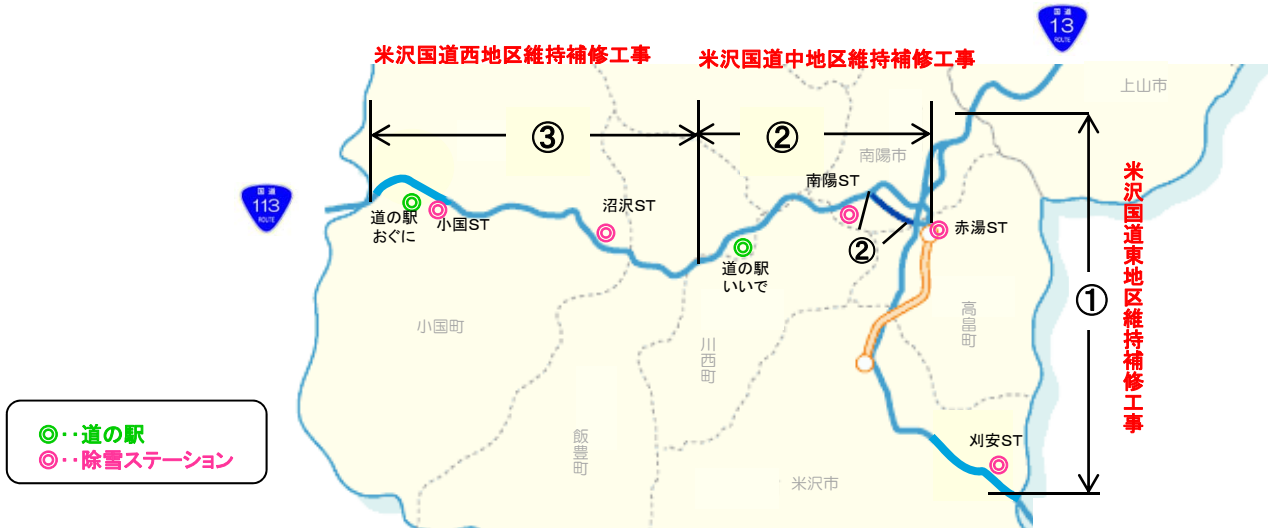 国道
13
ROUTE
米沢国道西地区維持補修工事
米沢国道中地区維持補修工事
上山市
③
②
南陽市
米沢国道東地区維持補修工事
国道
113
ROUTE
南陽ST
道の駅
おぐに
小国ST
沼沢ST
赤湯ST
②
道の駅
いいで
①
小国町
高畠町
川西町
飯豊町
刈安ST
米沢市
◎‥道の駅
◎‥除雪ステーション